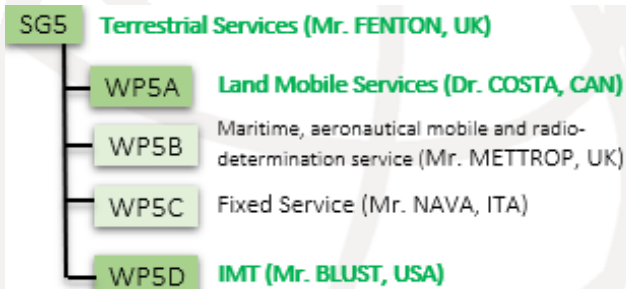 SG5 Terrestrial Services (Mr. FENTON, UK)
WP5A Land Mobile Services (Dr. COSTA, CAN)
WP5B Maritime, aeronautical mobile and radio-
determination service (Mr. METTROP, UK)
WP5C Fixed Service (Mr. NAVA, ITA)
WP5D IMT (Mr. BLUST, USA)